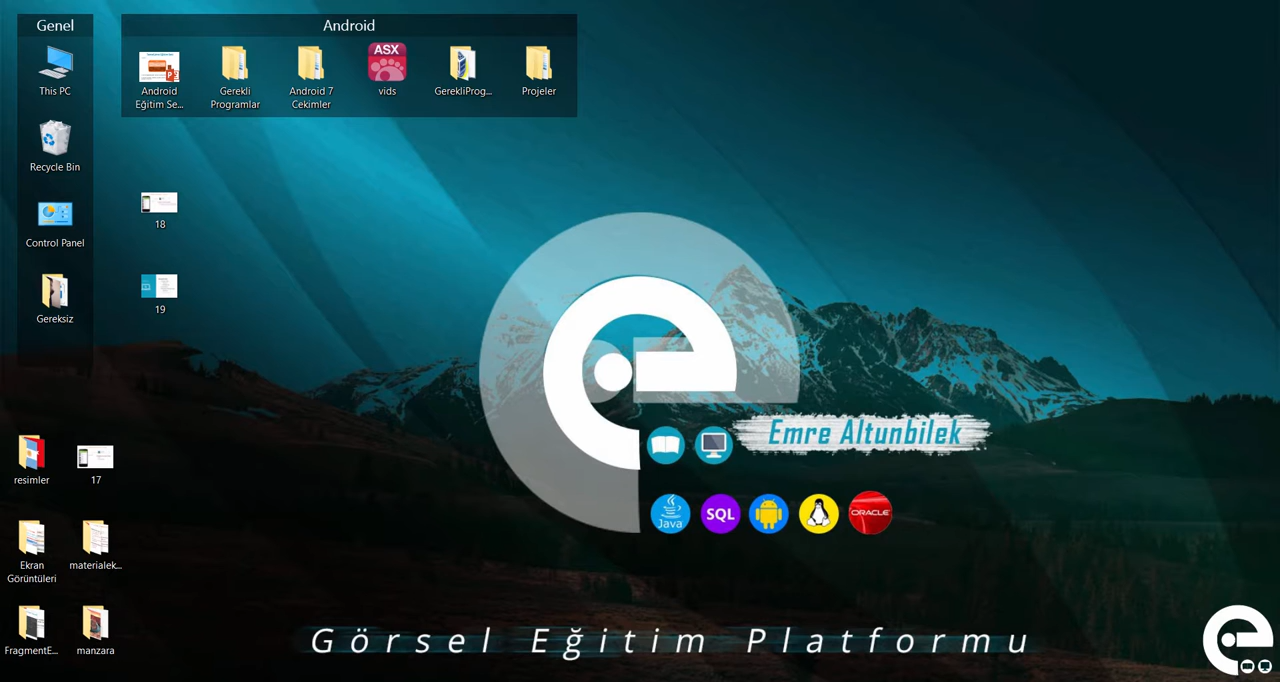 Genel
Android
This PC
Recycle Bin
Control Panel
Gereksiz
Android
Eğitim Se...
Gerekli
Programlar
Android 7
Cekimler
ASX
vids
GerekliProg...
Projeler
18
19
resimler
17
Ekran
Görüntüleri
materialek...
FragmentE...
manzara
Emre Altunbilek
Java
SQL
ORACLE
Görsel Eğitim Platformu